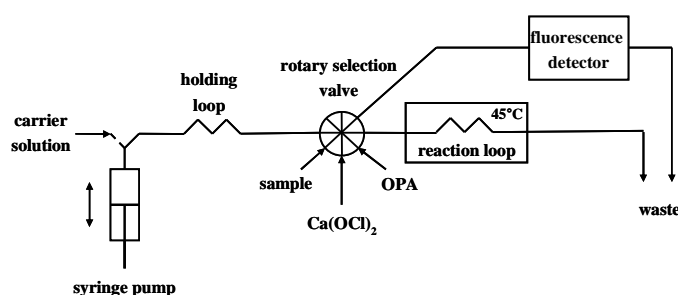 fluorescence
detector
rotary selection
valve
holding
loop
45°C
carrier
solution
reaction loop
sample
OPA
Ca(OCl)₂
waste
syringe pump